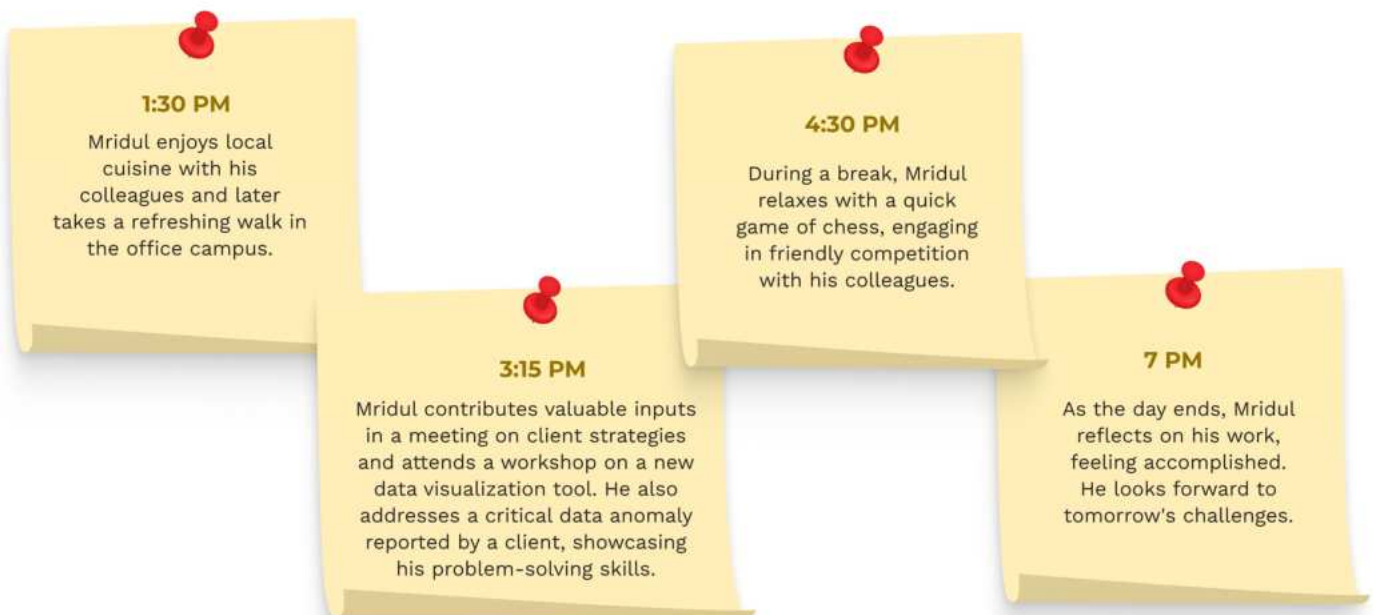 1:30 PM
Mridul enjoys local
cuisine with his
colleagues and later
takes a refreshing walk in
the office campus.
3:15 PM
Mridul contributes valuable inputs
in a meeting on client strategies
and attends a workshop on a new
data visualization tool. He also
addresses a critical data anomaly
reported by a client, showcasing
his problem-solving skills.
4:30 PM
During a break, Mridul
relaxes with a quick
game of chess, engaging
in friendly competition
with his colleagues.
7 PM
As the day ends, Mridul
reflects on his work,
feeling accomplished.
He looks forward to
tomorrow's challenges.